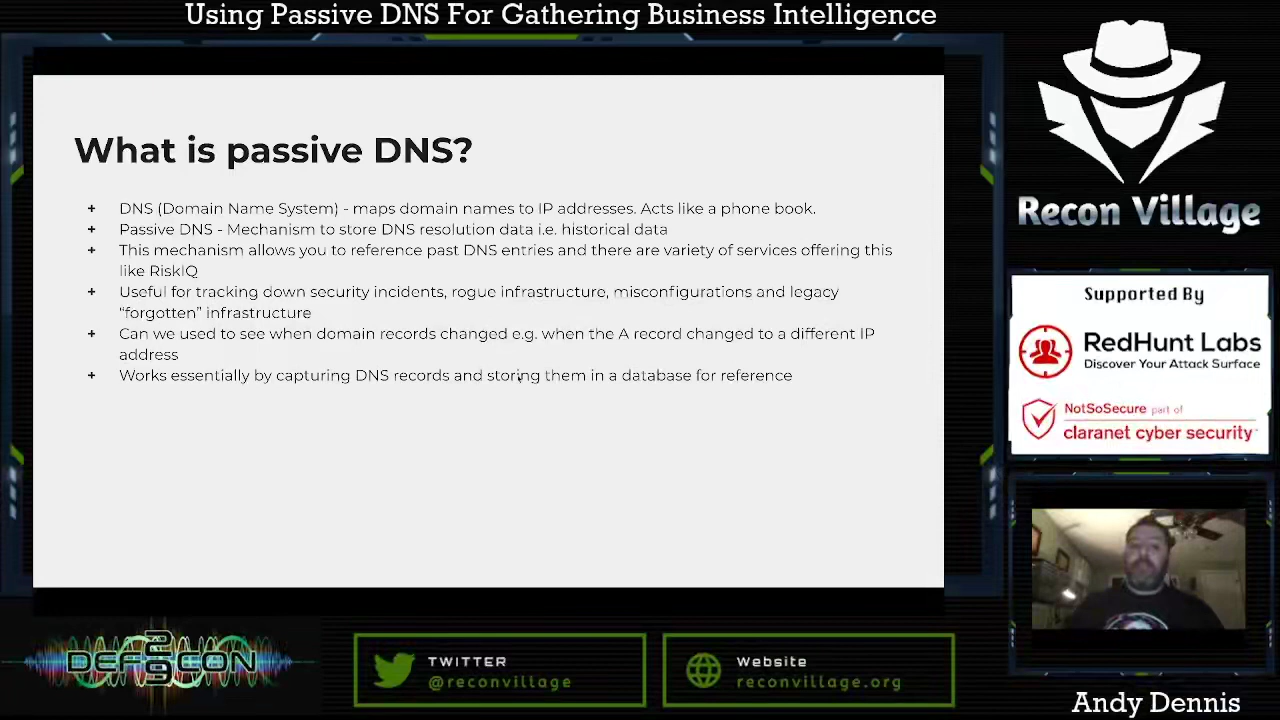 Using Passive DNS For Gathering Business Intelligence
What is passive DNS?
+ DNS (Domain Name System) - maps domain names to IP addresses. Acts like a phone book.
+ Passive DNS - Mechanism to store DNS resolution data i.e. historical data
+ This mechanism allows you to reference past DNS entries and there are variety of services offering this
like RiskIQ
+ Useful for tracking down security incidents, rogue infrastructure, misconfigurations and legacy
“forgotten” infrastructure
+ Can we used to see when domain records changed e.g. when the A record changed to a different IP
address
+ Works essentially by capturing DNS records and storing them in a database for reference
Recon Village
Supported By
RedHunt Labs
Discover Your Attack Surface
NotSoSecure part of
claranet cyber security
DEFCON
29
TWITTER
@reconvillage
Website
reconvillage.org
Andy Dennis